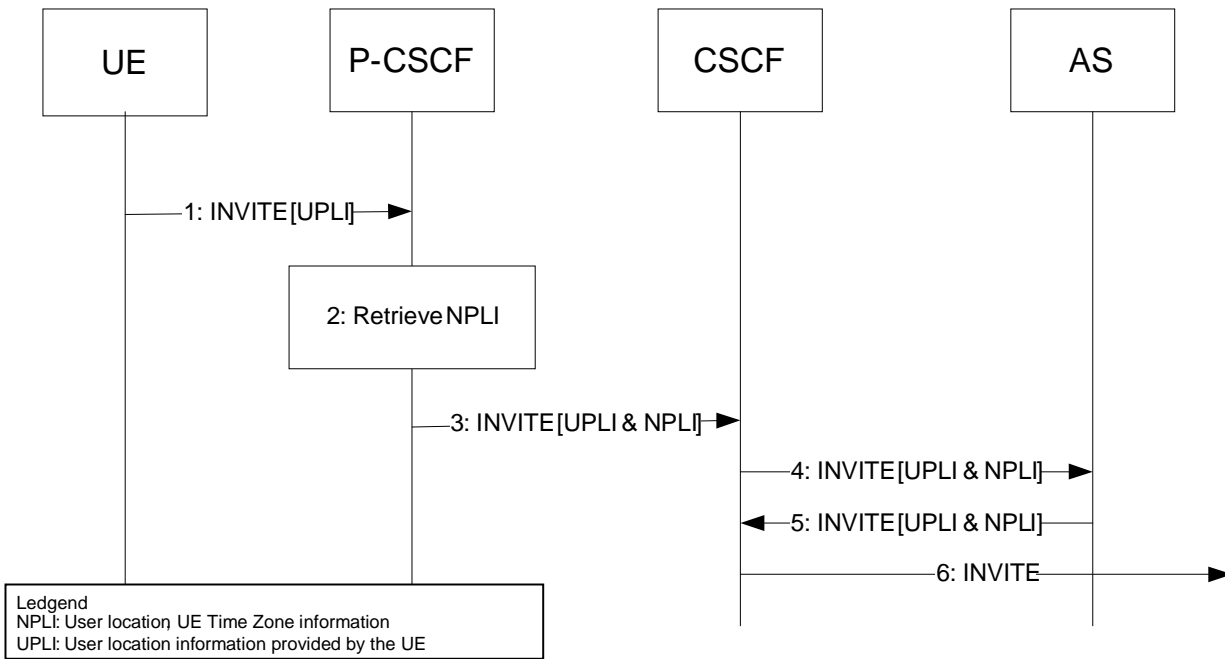 UE
P-CSCF
CSCF
AS
1: INVITE[UPLI]
2: Retrieve NPLI
3: INVITE[UPLI & NPLI]
4: INVITE[UPLI & NPLI]
5: INVITE[UPLI & NPLI]
6: INVITE
Ledgend
NPLI: User location, UE Time Zone information
UPLI: User location information provided by the UE